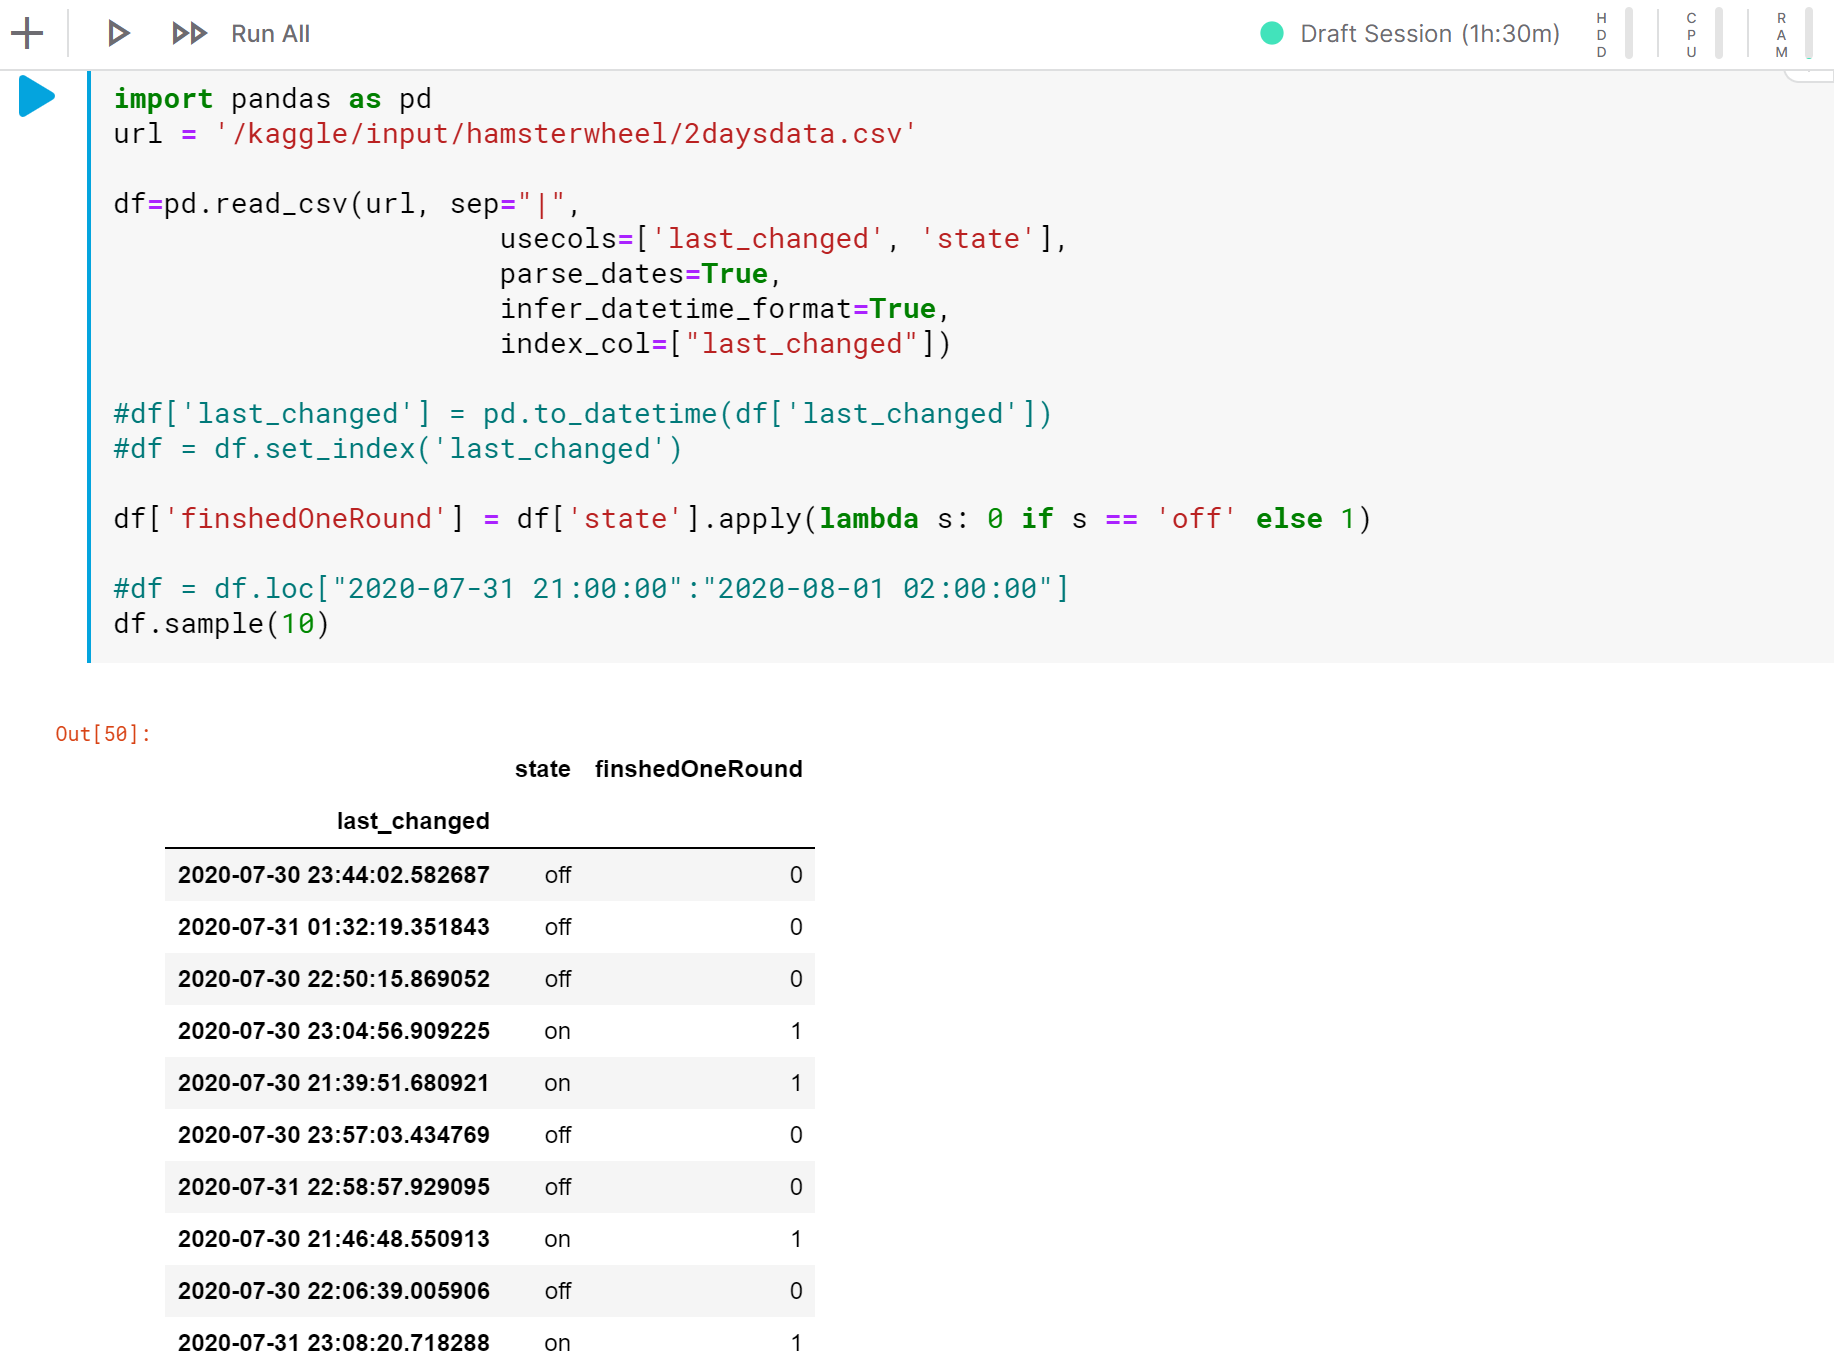 Run All
Draft Session (1h:30m)
HDD
CPU
RAM
import pandas as pd
url = '/kaggle/input/hamsterwheel/2daysdata.csv'
df=pd.read_csv(url, sep="|",
usecols=['last_changed', 'state'],
parse_dates=True,
infer_datetime_format=True,
index_col=["last_changed"])
#df['last_changed'] = pd.to_datetime(df['last_changed'])
#df = df.set_index('last_changed')
df['finshedOneRound'] = df['state'].apply(lambda s: 0 if s == 'off' else 1)
#df = df.loc["2020-07-31 21:00:00":"2020-08-01 02:00:00"]
df.sample(10)
Out[50]:
state finshedOneRound
last_changed
2020-07-30 23:44:02.582687 off 0
2020-07-31 01:32:19.351843 off 0
2020-07-30 22:50:15.869052 off 0
2020-07-30 23:04:56.909225 on 1
2020-07-30 21:39:51.680921 on 1
2020-07-30 23:57:03.434769 off 0
2020-07-31 22:58:57.929095 off 0
2020-07-30 21:46:48.550913 on 1
2020-07-30 22:06:39.005906 off 0
2020-07-31 23:08:20.718288 on 1